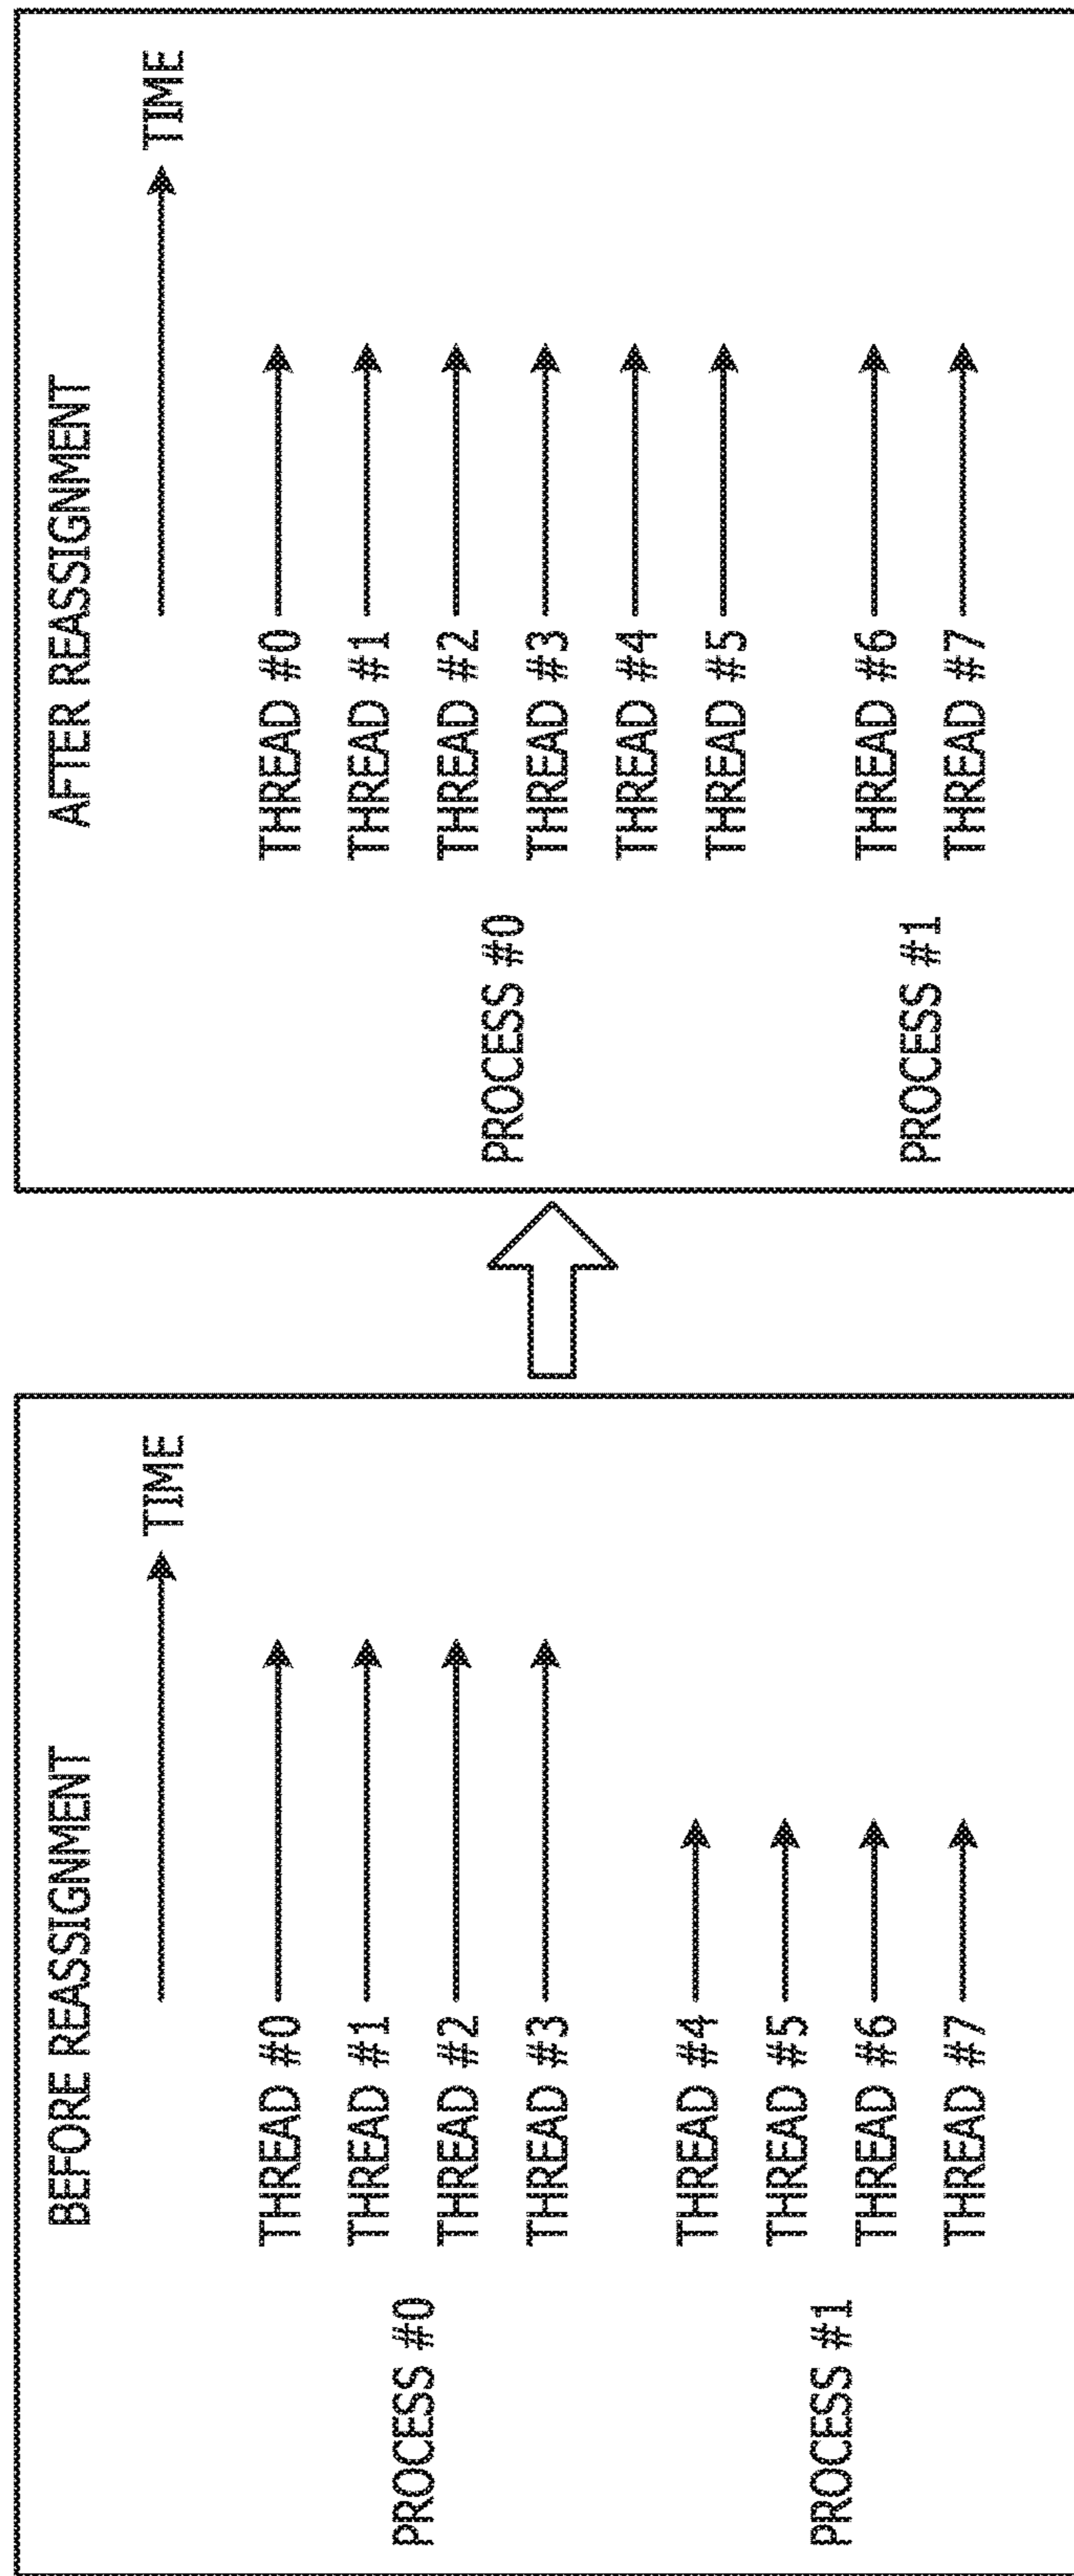 BEFORE REASSIGNMENT
TIME
PROCESS #0
THREAD #0
THREAD #1
THREAD #2
THREAD #3
PROCESS #1
THREAD #4
THREAD #5
THREAD #6
THREAD #7
AFTER REASSIGNMENT
TIME
PROCESS #0
THREAD #0
THREAD #1
THREAD #2
THREAD #3
THREAD #4
THREAD #5
PROCESS #1
THREAD #6
THREAD #7